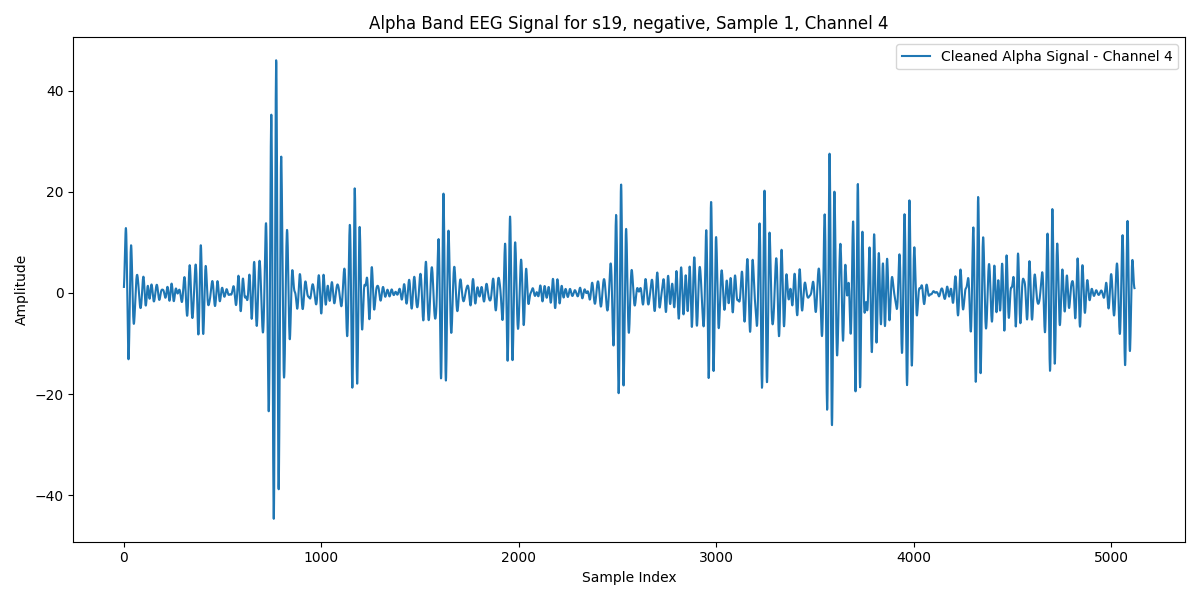 Alpha Band EEG Signal for s19, negative, Sample 1, Channel 4
Cleaned Alpha Signal - Channel 4
Amplitude
40
20
0
−20
−40
0 1000 2000 3000 4000 5000
Sample Index